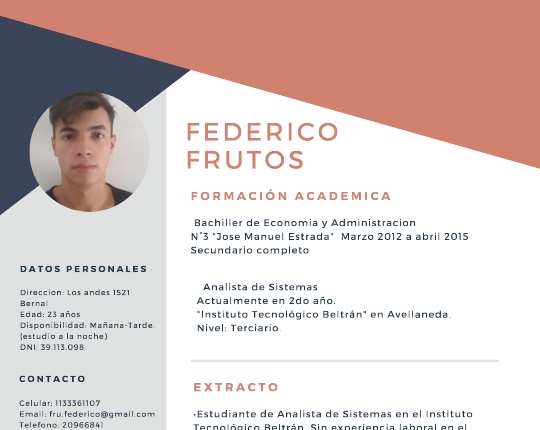 FEDERICO
FRUTOS
FORMACIÓN ACADEMICA
Bachiller de Economia y Administracion
N°3 "Jose Manuel Estrada" Marzo 2012 a abril 2015
Secundario completo
Analista de Sistemas
Actualmente en 2do año.
"Instituto Tecnológico Beltrán" en Avellaneda.
Nivel: Terciario.
EXTRACTO
•Estudiante de Analista de Sistemas en el Instituto
Tecnológico Beltrán. Sin experiencia laboral en el
DATOS PERSONALES
Direccion: Los andes 1521
Bernal
Edad: 23 años
Disponibilidad: Mañana-Tarde.
(estudio a la noche)
DNI: 39.113.098
CONTACTO
Celular: 1133361107
Email: fru.federico@gmail.com
Telefono: 20966841